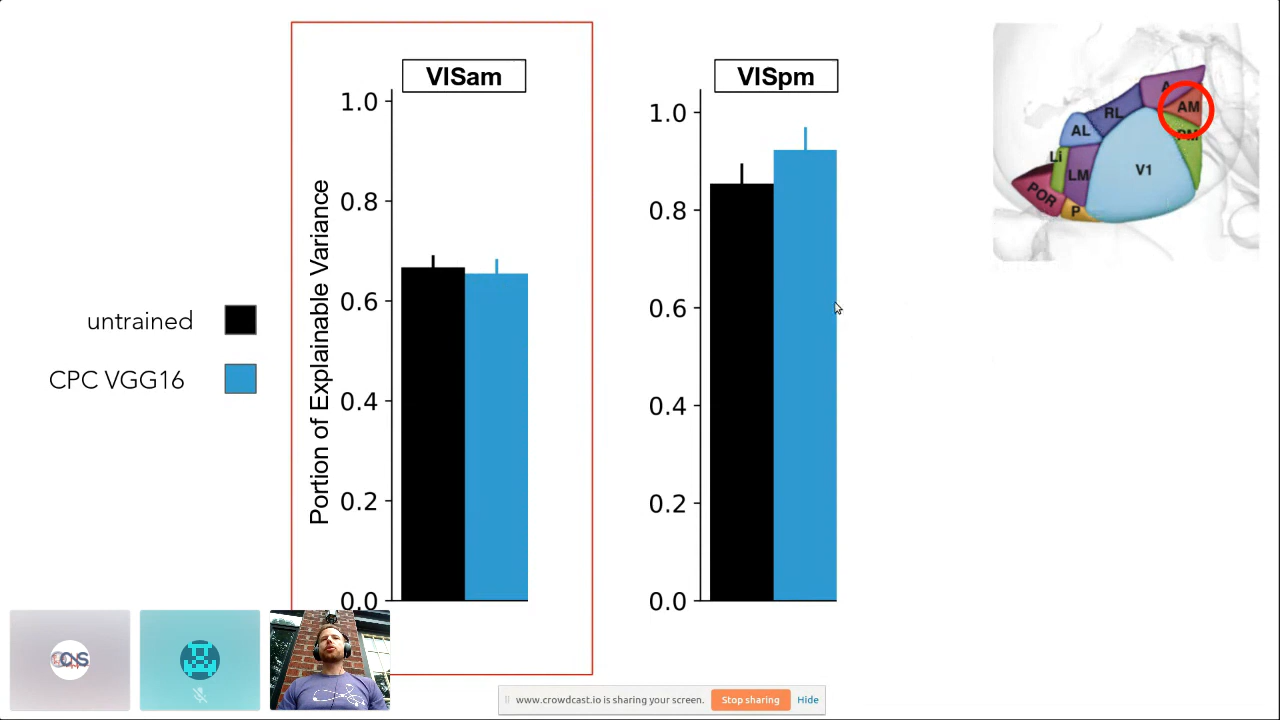 VISam
VISpm
1.0
0.8
0.6
0.4
0.2
0.0
Portion of Explainable Variance
1.0
0.8
0.6
0.4
0.2
0.0
untrained
CPC VGG16
A
AM
RL
AL
PM
Li
LM
V1
POR
P
www.crowdcast.io is sharing your screen.
Stop sharing
Hide